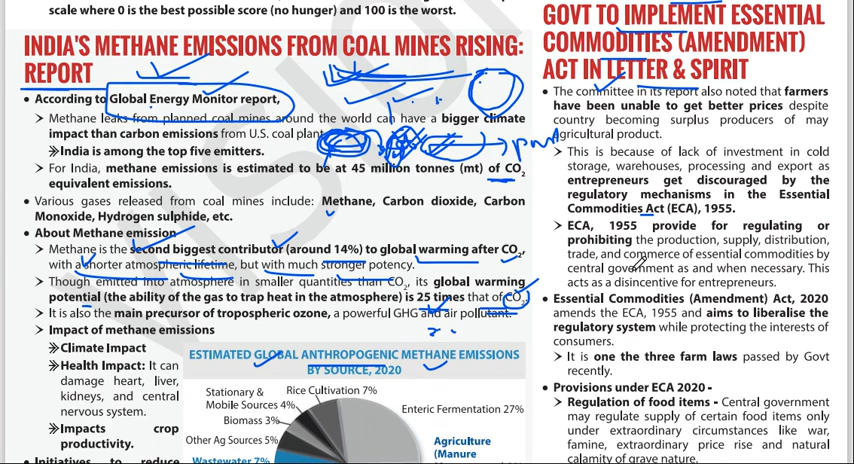 scale where 0 is the best possible score (no hunger) and 100 is the worst.
INDIA'S METHANE EMISSIONS FROM COAL MINES RISING:
REPORT
• According to Global Energy Monitor report,
➢ Methane leaks from planned coal mines around the world can have a bigger climate
impact than carbon emissions from U.S. coal plant
⋙India is among the top five emitters.
➢ For India, methane emissions is estimated to be at 45 million tonnes (mt) of CO₂
equivalent emissions.
• Various gases released from coal mines include: Methane, Carbon dioxide, Carbon
Monoxide, Hydrogen sulphide, etc.
• About Methane emission
➢ Methane is the second biggest contributor (around 14%) to global warming after CO₂,
with a shorter atmospheric lifetime, but with much stronger potency.
➢ Though emitted into atmosphere in smaller quantities than CO₂, its global warming
potential (the ability of the gas to trap heat in the atmosphere) is 25 times that of CO₂.
➢ It is also the main precursor of tropospheric ozone, a powerful GHG and air pollutant.
➢ Impact of methane emissions
⋙Climate Impact
⋙Health Impact: It can
damage heart, liver,
kidneys, and central
nervous system.
⋙Impacts crop
productivity.
• Initiatives to reduce
ESTIMATED GLOBAL ANTHROPOGENIC METHANE EMISSIONS
BY SOURCE, 2020
Stationary &
Mobile Sources 4%
Rice Cultivation 7%
Biomass 3%
Other Ag Sources 5%
Wastewater 7%
Enteric Fermentation 27%
Agriculture
(Manure
GOVT TO IMPLEMENT ESSENTIAL
COMMODITIES (AMENDMENT)
ACT IN LETTER & SPIRIT
• The committee in its report also noted that farmers
have been unable to get better prices despite
country becoming surplus producers of may
agricultural product.
➢ This is because of lack of investment in cold
storage, warehouses, processing and export as
entrepreneurs get discouraged by the
regulatory mechanisms in the Essential
Commodities Act (ECA), 1955.
➢ ECA, 1955 provide for regulating or
prohibiting the production, supply, distribution,
trade, and commerce of essential commodities by
central government as and when necessary. This
acts as a disincentive for entrepreneurs.
• Essential Commodities (Amendment) Act, 2020
amends the ECA, 1955 and aims to liberalise the
regulatory system while protecting the interests of
consumers.
➢ It is one the three farm laws passed by Govt
recently.
• Provisions under ECA 2020 -
➢ Regulation of food items - Central government
may regulate supply of certain food items only
under extraordinary circumstances like war,
famine, extraordinary price rise and natural
calamity of grave nature.